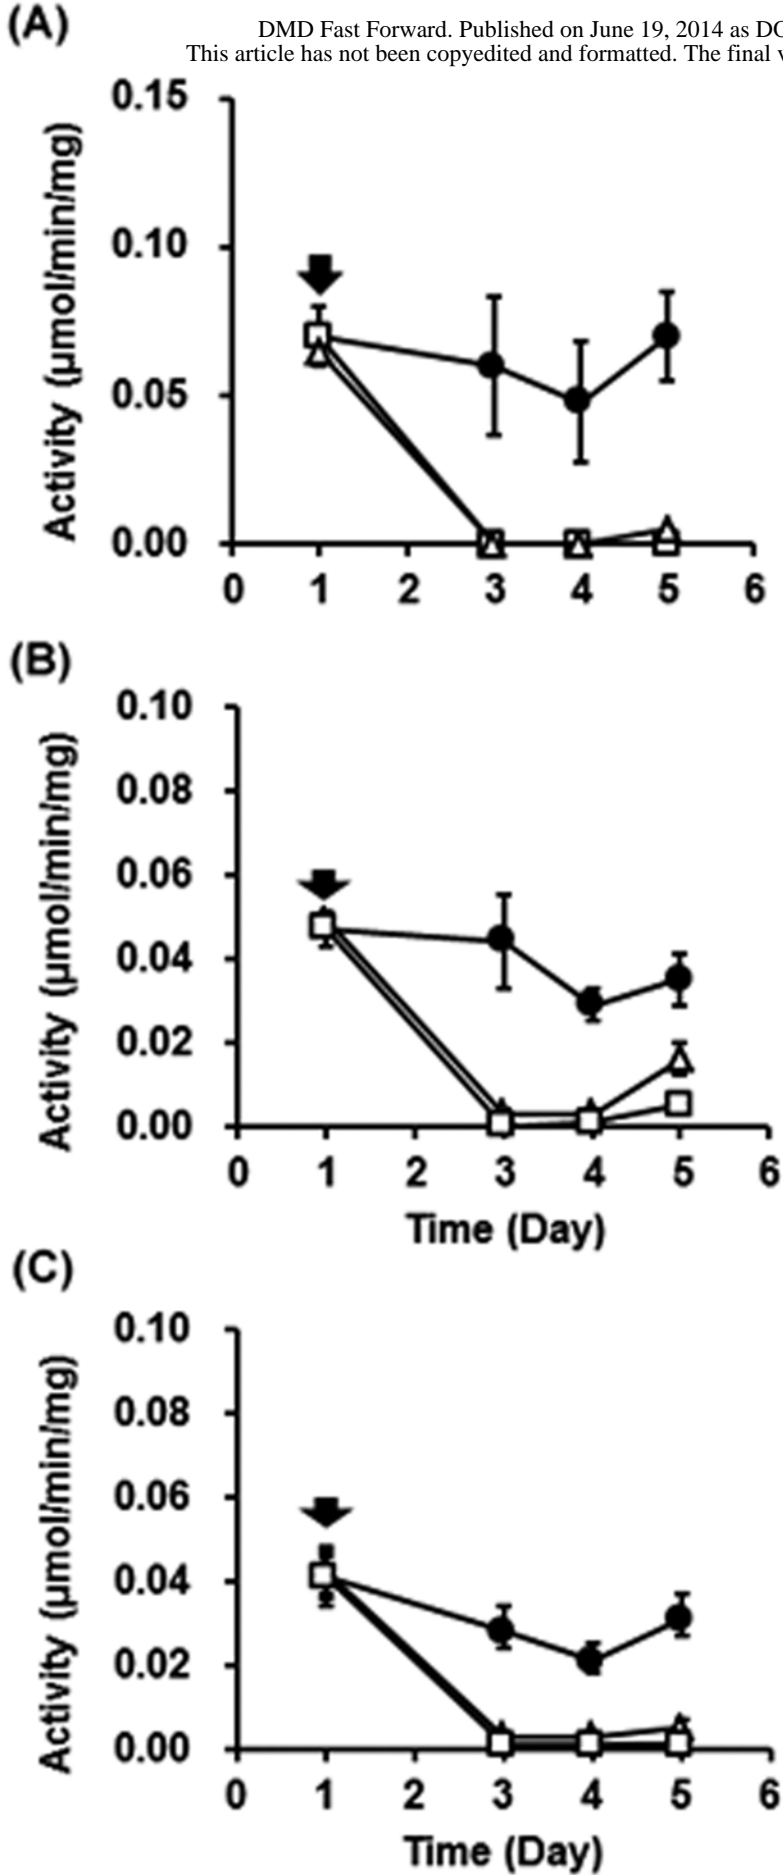 (A)
DMD Fast Forward. Published on June 19, 2014 as DO
This article has not been copyedited and formatted. The final v
0.15
0.10
0.05
0.00
Activity (µmol/min/mg)
0 1 2 3 4 5 6
(B)
0.10
0.08
0.06
0.04
0.02
0.00
Activity (µmol/min/mg)
0 1 2 3 4 5 6
Time (Day)
(C)
0.10
0.08
0.06
0.04
0.02
0.00
Activity (µmol/min/mg)
0 1 2 3 4 5 6
Time (Day)